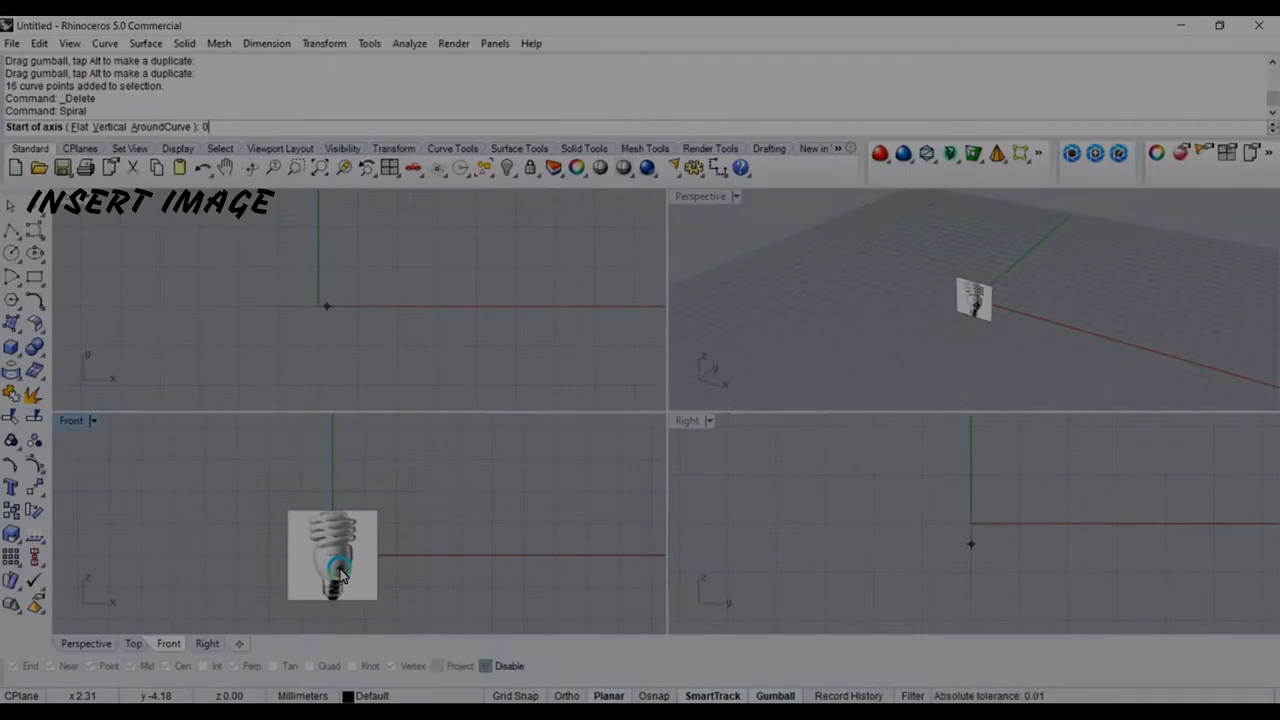 Untitled - Rhinoceros 5.0 Commercial
File Edit View Curve Surface Solid Mesh Dimension Transform Tools Analyze Render Panels Help
Drag gumball, tap Alt to make a duplicate:
Drag gumball, tap Alt to make a duplicate:
16 curve points added to selection.
Command: _Delete
Command: Spiral
Start of axis ( Flat Vertical AroundCurve ): 0
Standard CPlanes Set View Display Select Viewport Layout Visibility Transform Curve Tools Surface Tools Solid Tools Mesh Tools Render Tools Drafting New in
INSERT IMAGE
Perspective
y
x
z
y
x
Front
Right
z
x
z
y
Perspective Top Front Right
End Near Point Mid Cen Int Perp Tan Quad Knot Vertex Project Disable
CPlane x 2.31 y -4.18 z 0.00 Millimeters Default Grid Snap Ortho Planar Osnap SmartTrack Gumball Record History Filter Absolute tolerance: 0.01